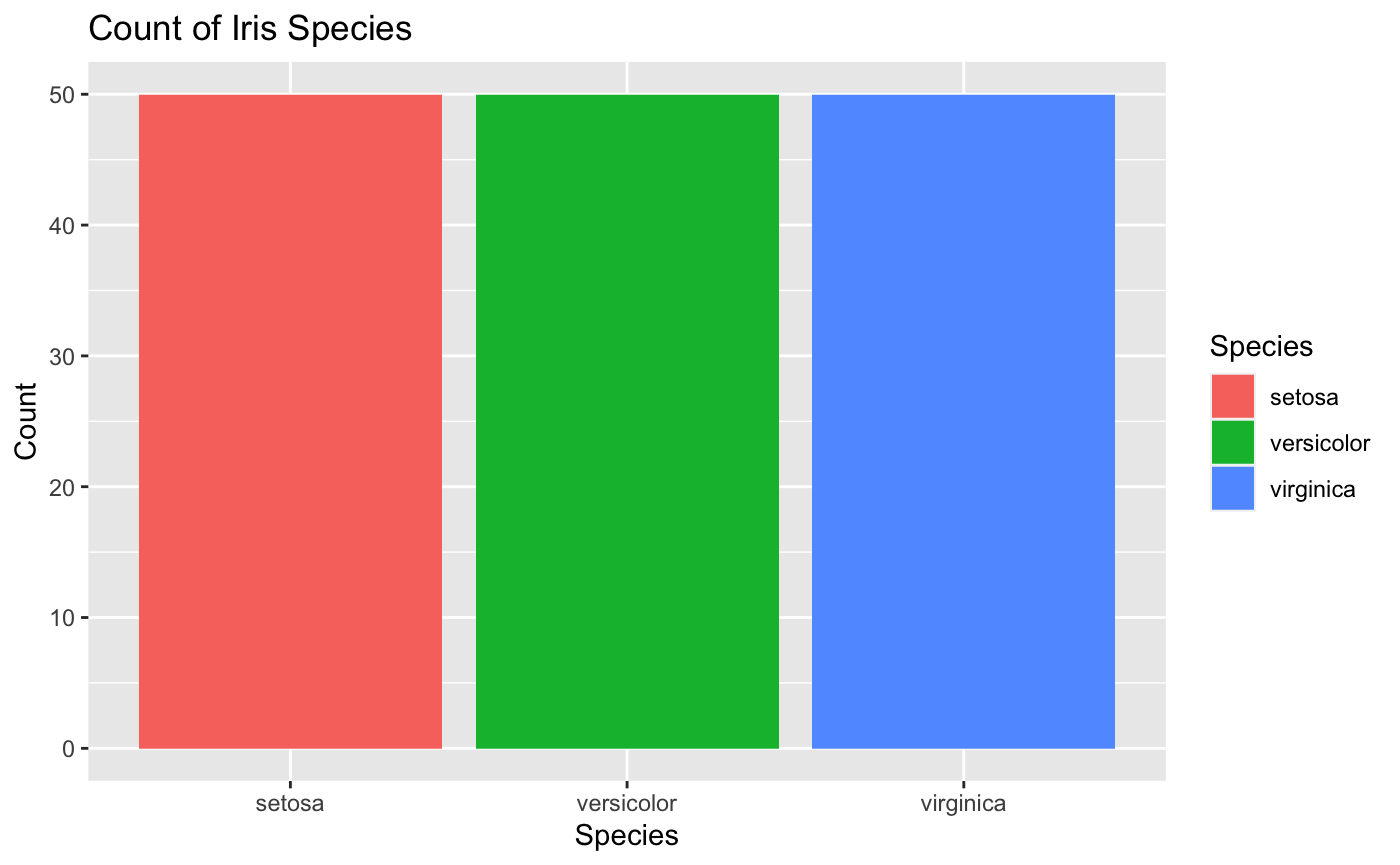 Count of Iris Species
Count
50
40
30
20
10
0
setosa
versicolor
virginica
Species
Species
setosa
versicolor
virginica